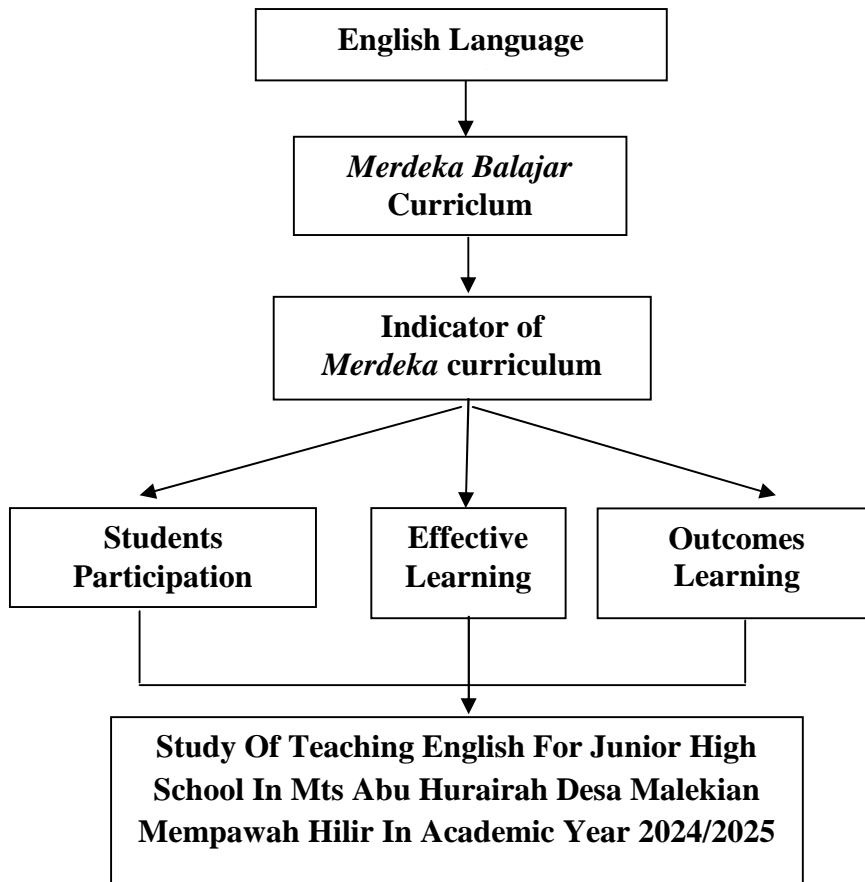 English Language
Merdeka Balajar
Curriclum
Indicator of
Merdeka curriculum
Students
Participation
Effective
Learning
Outcomes
Learning
Study Of Teaching English For Junior High
School In Mts Abu Hurairah Desa Malekian
Mempawah Hilir In Academic Year 2024/2025